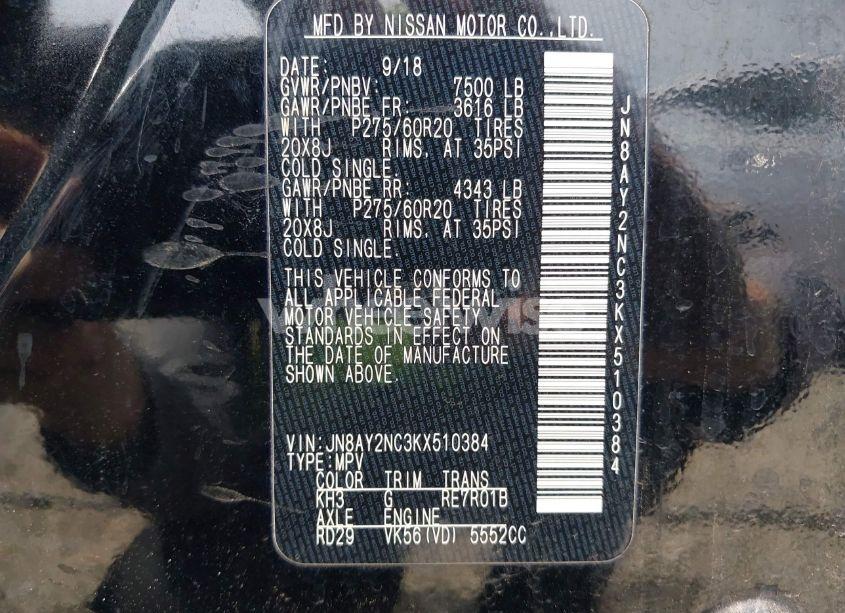 MFD BY NISSAN MOTOR CO.,LTD.
DATE: 9/18
GVWR/PNBV: 7500 LB
GAWR/PNBE FR: 3616 LB
WITH P275/60R20 TIRES
20X8J RIMS, AT 35PSI
COLD SINGLE.
GAWR/PNBE RR: 4343 LB
WITH P275/60R20 TIRES
20X8J RIMS, AT 35PSI
COLD SINGLE.
THIS VEHICLE CONFORMS TO
ALL APPLICABLE FEDERAL
MOTOR VEHICLE SAFETY
STANDARDS IN EFFECT ON
THE DATE OF MANUFACTURE
SHOWN ABOVE.
VIN:JN8AY2NC3KX510384
TYPE:MPV
COLOR TRIM TRANS
KH3 G RE7R01B
AXLE ENGINE
RD29 VK56(VD) 5552CC
JN8AY2NC3KX510384